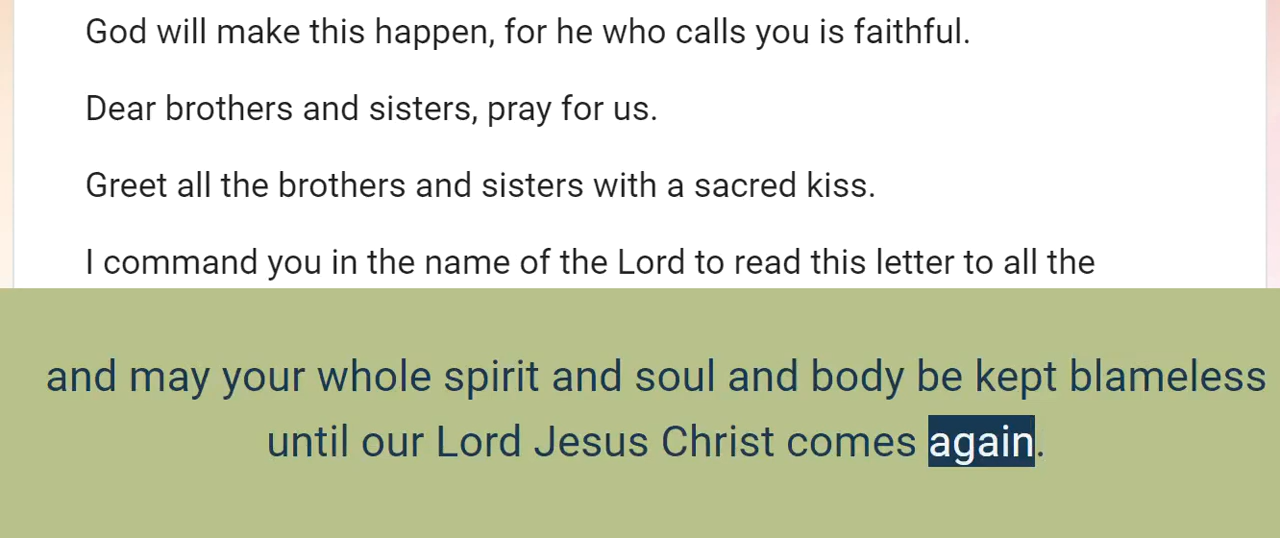 God will make this happen, for he who calls you is faithful.
Dear brothers and sisters, pray for us.
Greet all the brothers and sisters with a sacred kiss.
I command you in the name of the Lord to read this letter to all the
and may your whole spirit and soul and body be kept blameless
until our Lord Jesus Christ comes again.